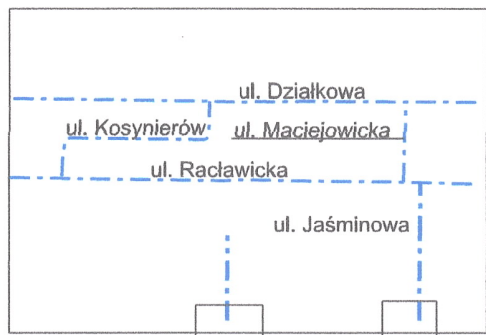 ul. Działkowa
ul. Kosynierów
ul. Maciejowicka
ul. Racławicka
ul. Jaśminowa